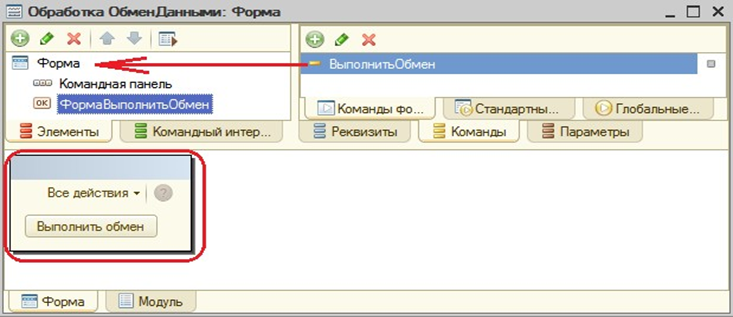 Обработка ОбменДанными: Форма
Форма
Командная панель
ФормаВыполнитьОбмен
Элементы
Командный интер...
ВыполнитьОбмен
Команды фо...
Стандартны...
Глобальные...
Реквизиты
Команды
Параметры
Все действия
Выполнить обмен
Форма
Модуль